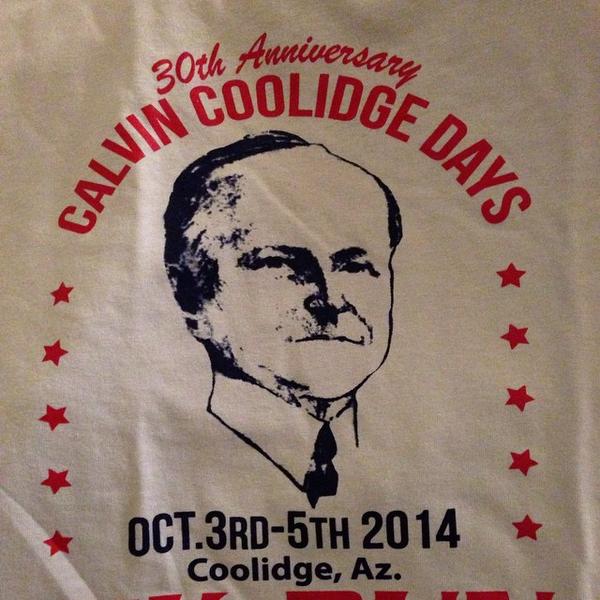 30th Anniversary
CALVIN COOLIDGE DAYS
OCT.3RD-5TH 2014
Coolidge, Az.